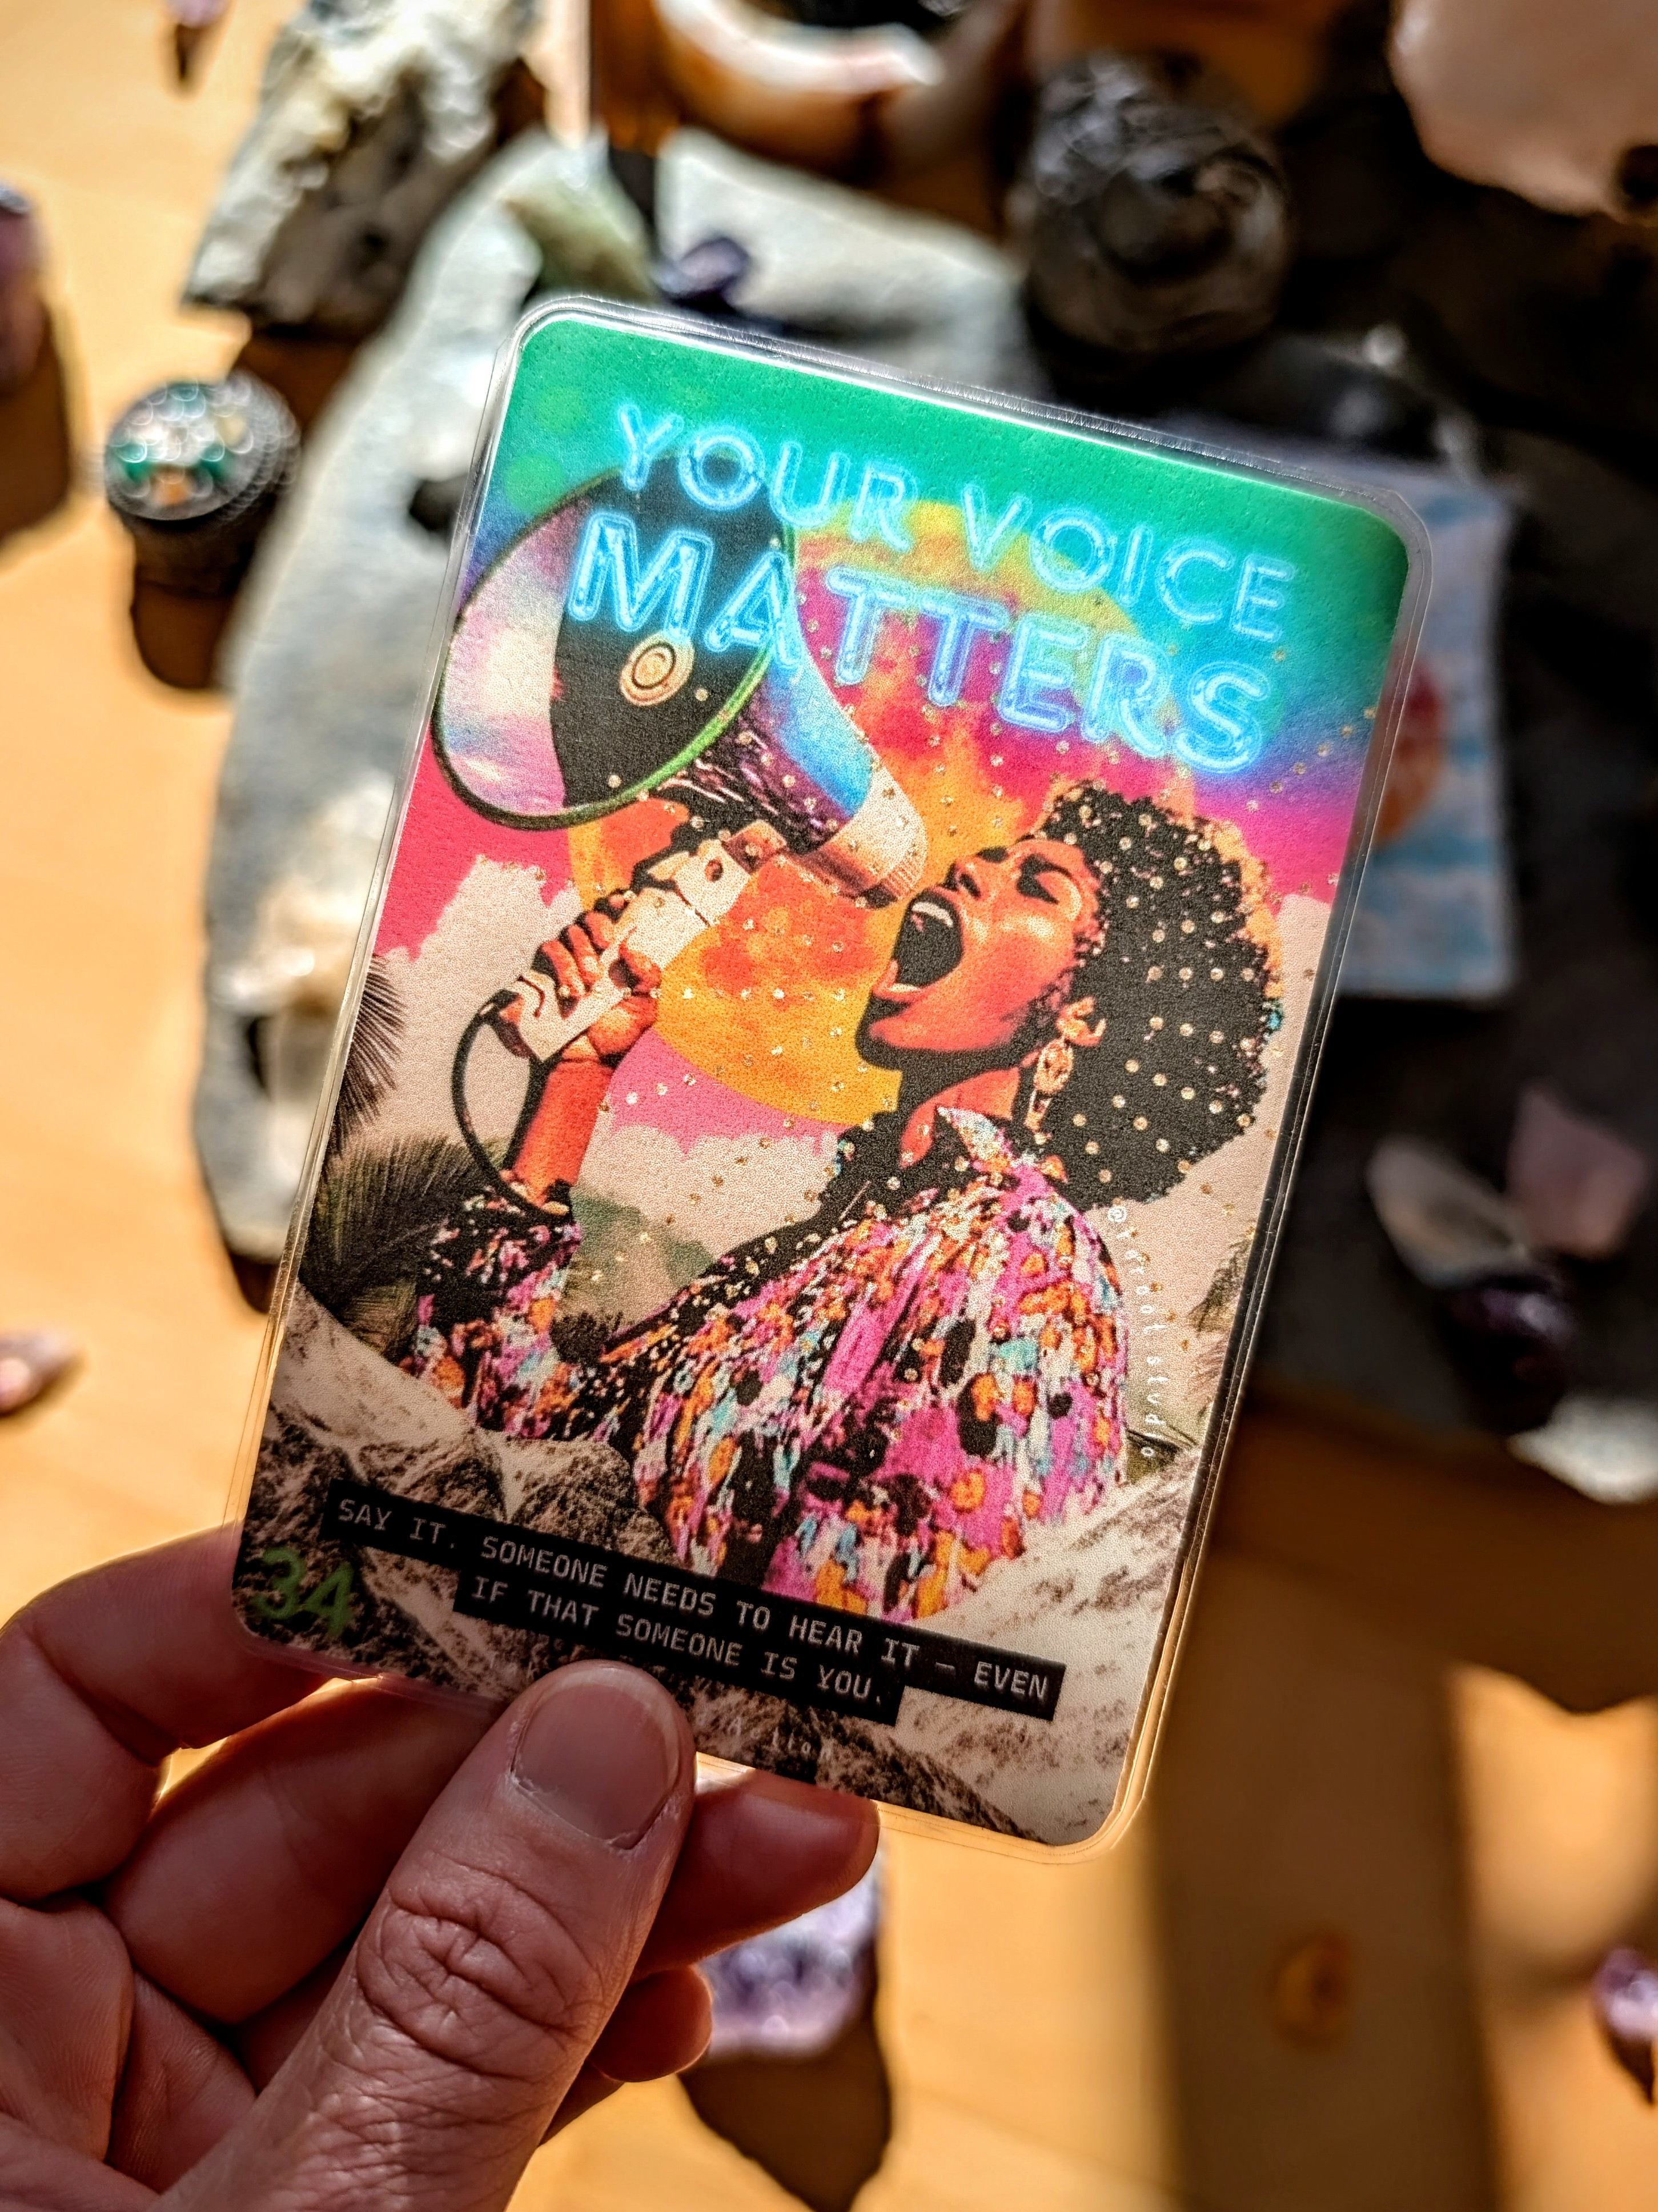 YOUR VOICE
MATTERS
SAY IT. SOMEONE NEEDS TO HEAR IT – EVEN
IF THAT SOMEONE IS YOU.
34